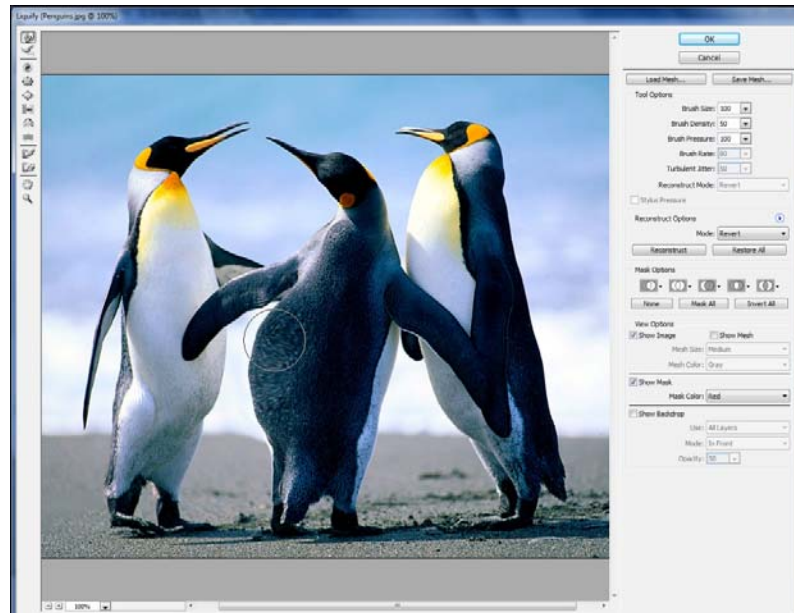 Liquify (Penguins.jpg @ 100%)
OK
Cancel
Load Mesh...
Save Mesh...
Tool Options
Brush Size: 100
Brush Density: 50
Brush Pressure: 100
Brush Rate: 80
Turbulent Jitter: 50
Reconstruct Mode: Revert
Stylus Pressure
Reconstruct Options
Mode: Revert
Reconstruct
Restore All
Mask Options
None
Mask All
Invert All
View Options
Show Image
Show Mesh
Mesh Size: Medium
Mesh Color: Gray
Show Mask
Mask Color: Red
Show Backdrop
Use: All Layers
Mode: In Front
Opacity: 50
100%